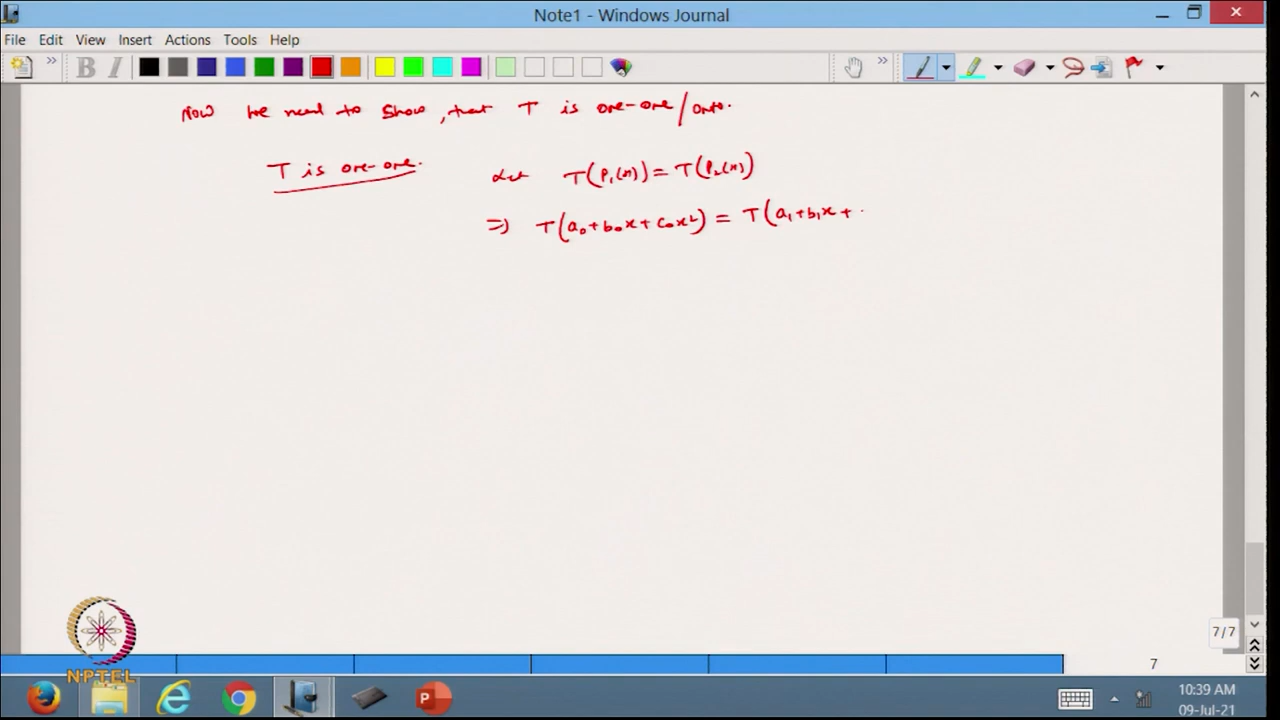 Note1 - Windows Journal
File Edit View Insert Actions Tools Help
B I
Now we need to show, that T is one-one/onto.
T is one-one. Let T(P₁(x)) = T(P₂(x))
⇒ T(a₀+b₀x+c₀x²) = T(a₁+b₁x+.
7/7
7
NPTEL
10:39 AM
09-Jul-21